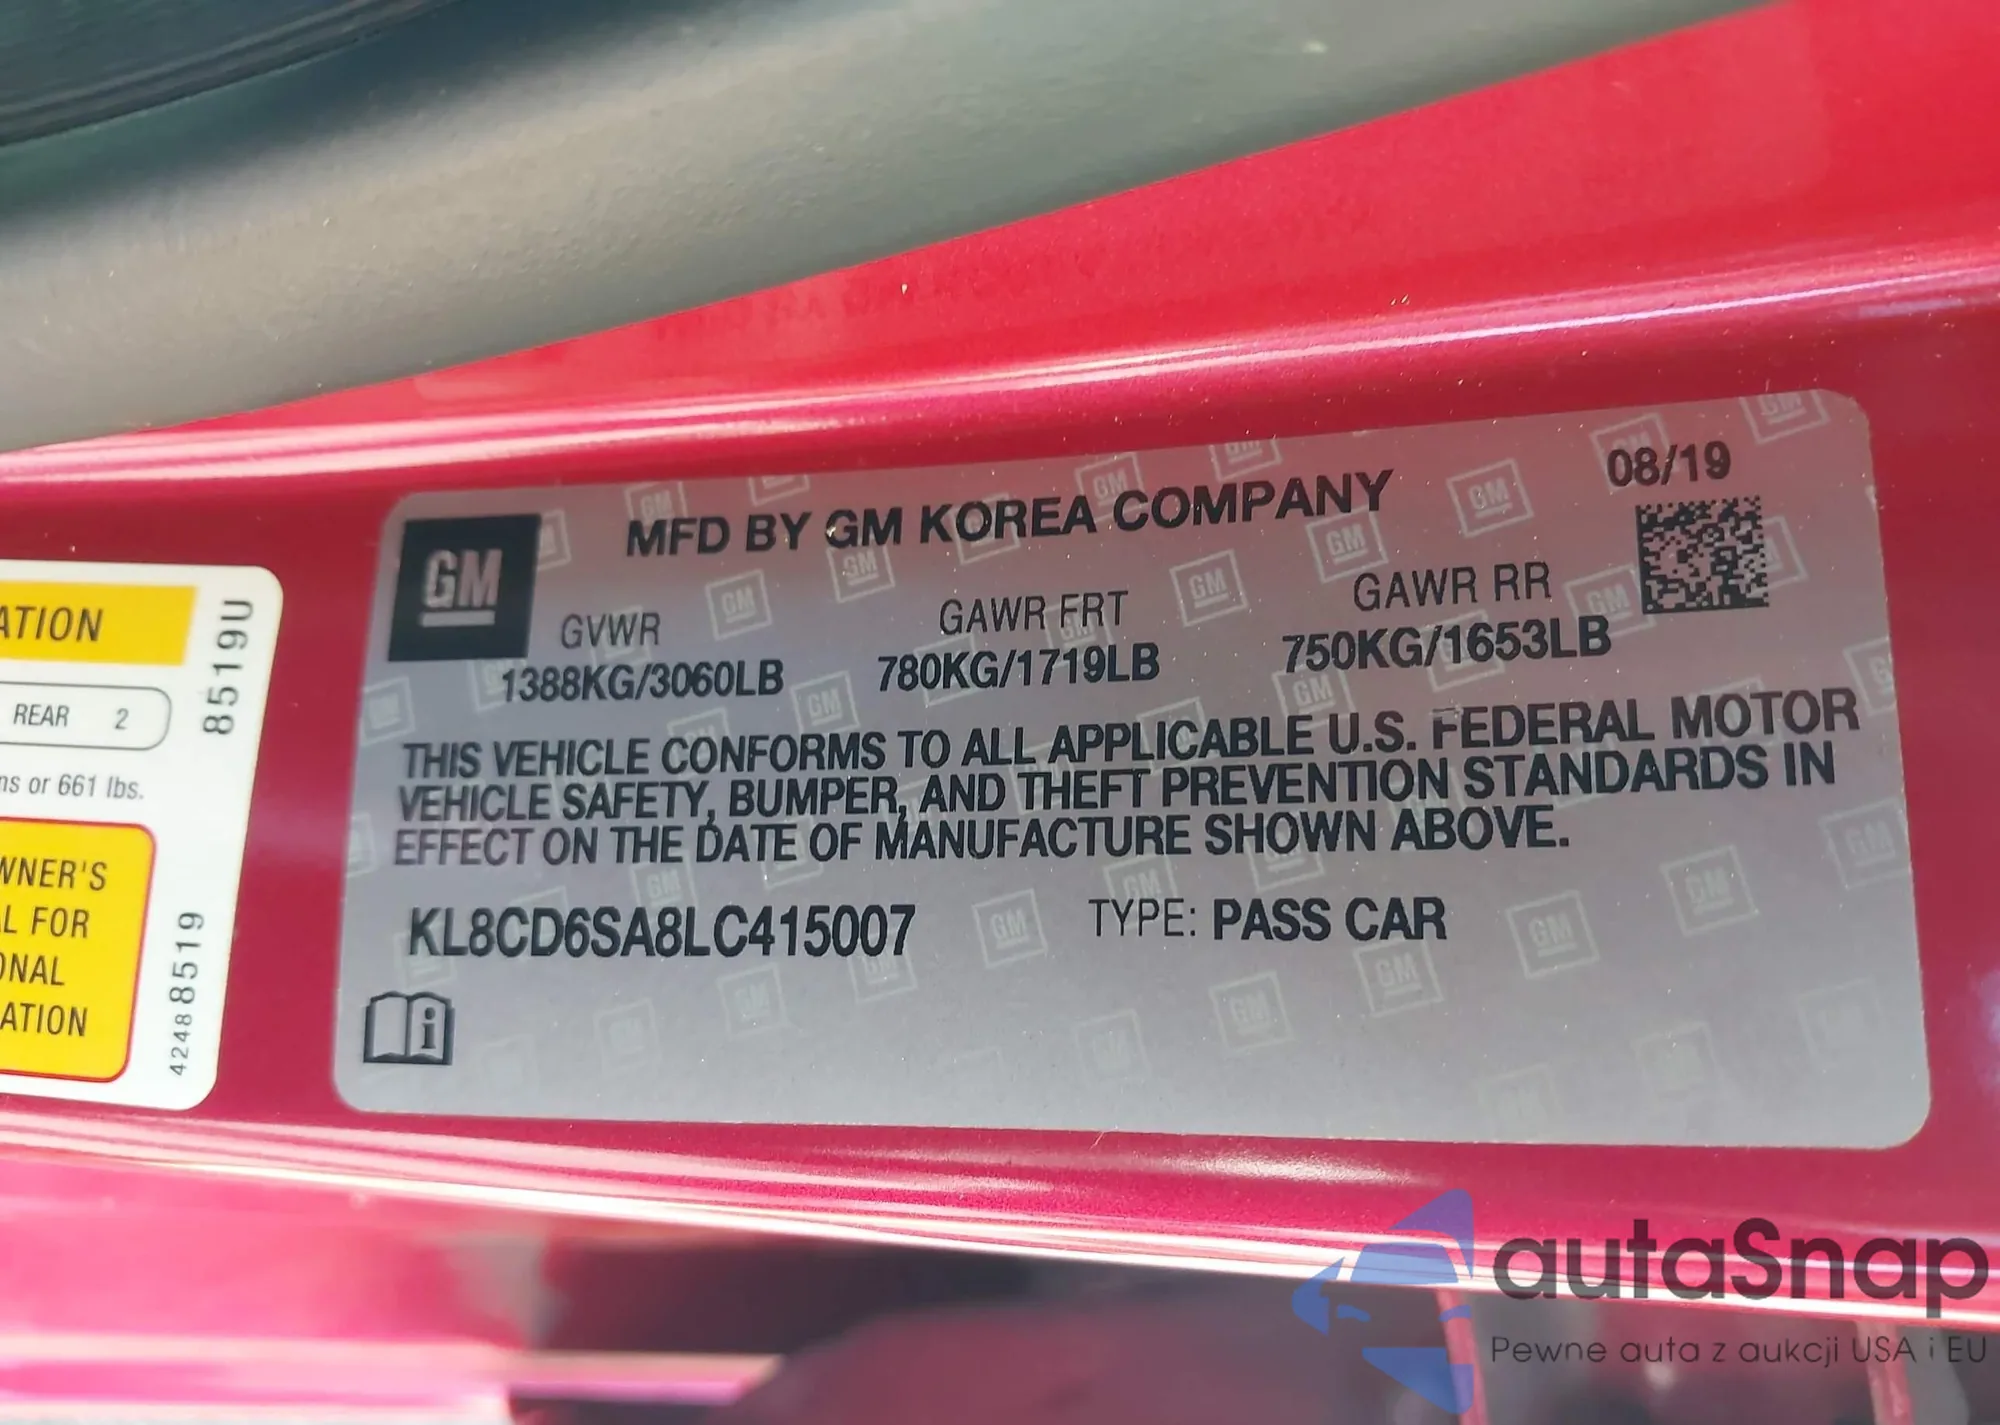 ATION
REAR 2
ns or 661 lbs.
WNER'S
L FOR
ONAL
ATION
8519U
42488519
GM
MFD BY GM KOREA COMPANY
08/19
GVWR GAWR FRT GAWR RR
1388KG/3060LB 780KG/1719LB 750KG/1653LB
THIS VEHICLE CONFORMS TO ALL APPLICABLE U.S. FEDERAL MOTOR
VEHICLE SAFETY, BUMPER, AND THEFT PREVENTION STANDARDS IN
EFFECT ON THE DATE OF MANUFACTURE SHOWN ABOVE.
KL8CD6SA8LC415007 TYPE: PASS CAR
i
autaSnap
Pewne auta z aukcji USA i EU